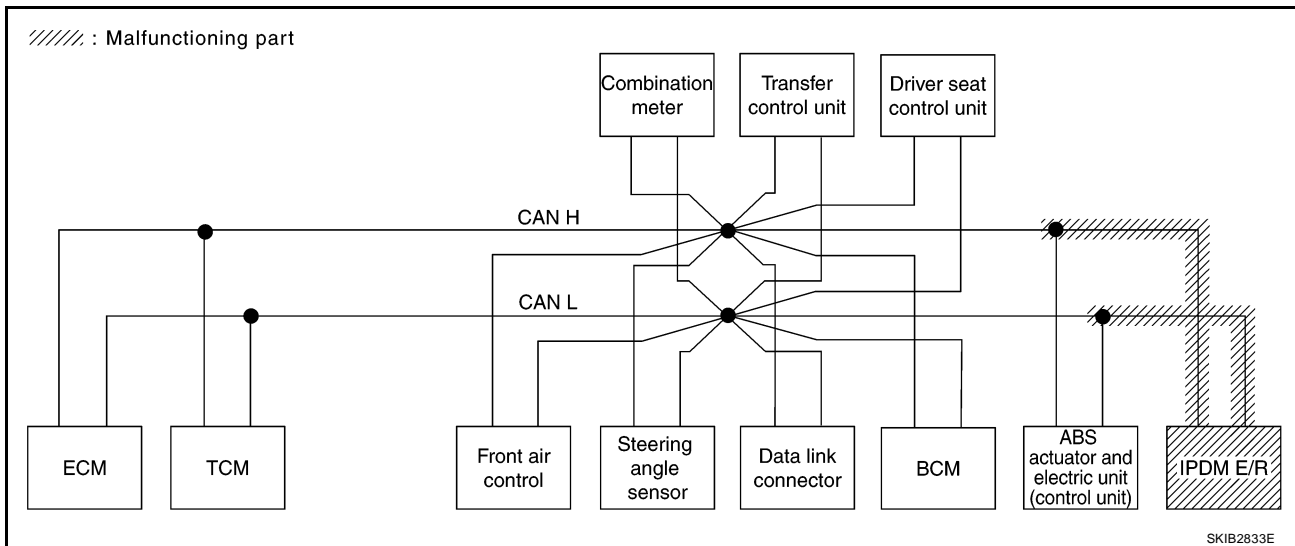 : Malfunctioning part
Combination
meter
Transfer
control unit
Driver seat
control unit
CAN H
CAN L
ECM
TCM
Front air
control
Steering
angle
sensor
Data link
connector
BCM
ABS
actuator and
electric unit
(control unit)
IPDM E/R
SKIB2833E